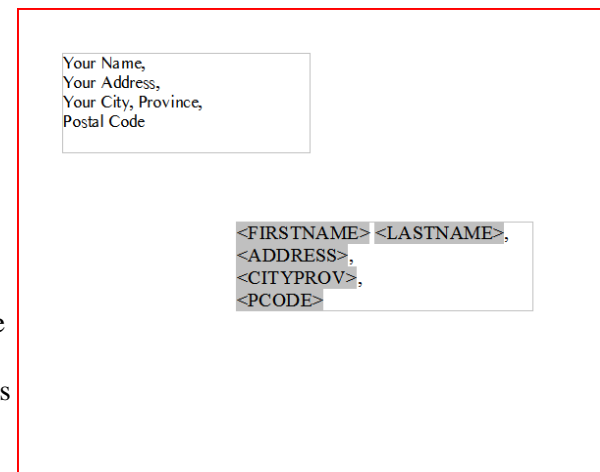 Your Name,
Your Address,
Your City, Province,
Postal Code
<FIRSTNAME> <LASTNAME>,
<ADDRESS>,
<CITYPROV>,
<PCODE>